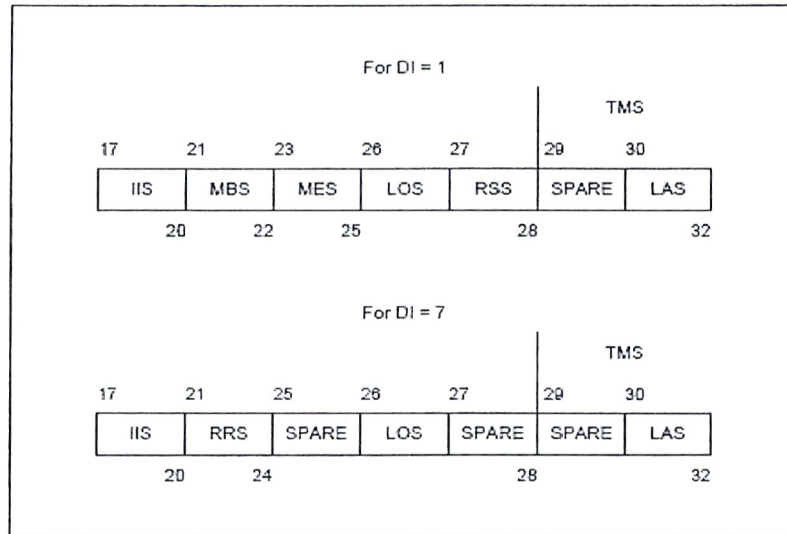 For DI = 1
TMS
17 21 23 26 27 29 30
IIS MBS MES LOS RSS SPARE LAS
20 22 25 28 32
For DI = 7
TMS
17 21 25 26 27 29 30
IIS RRS SPARE LOS SPARE SPARE LAS
20 24 28 32